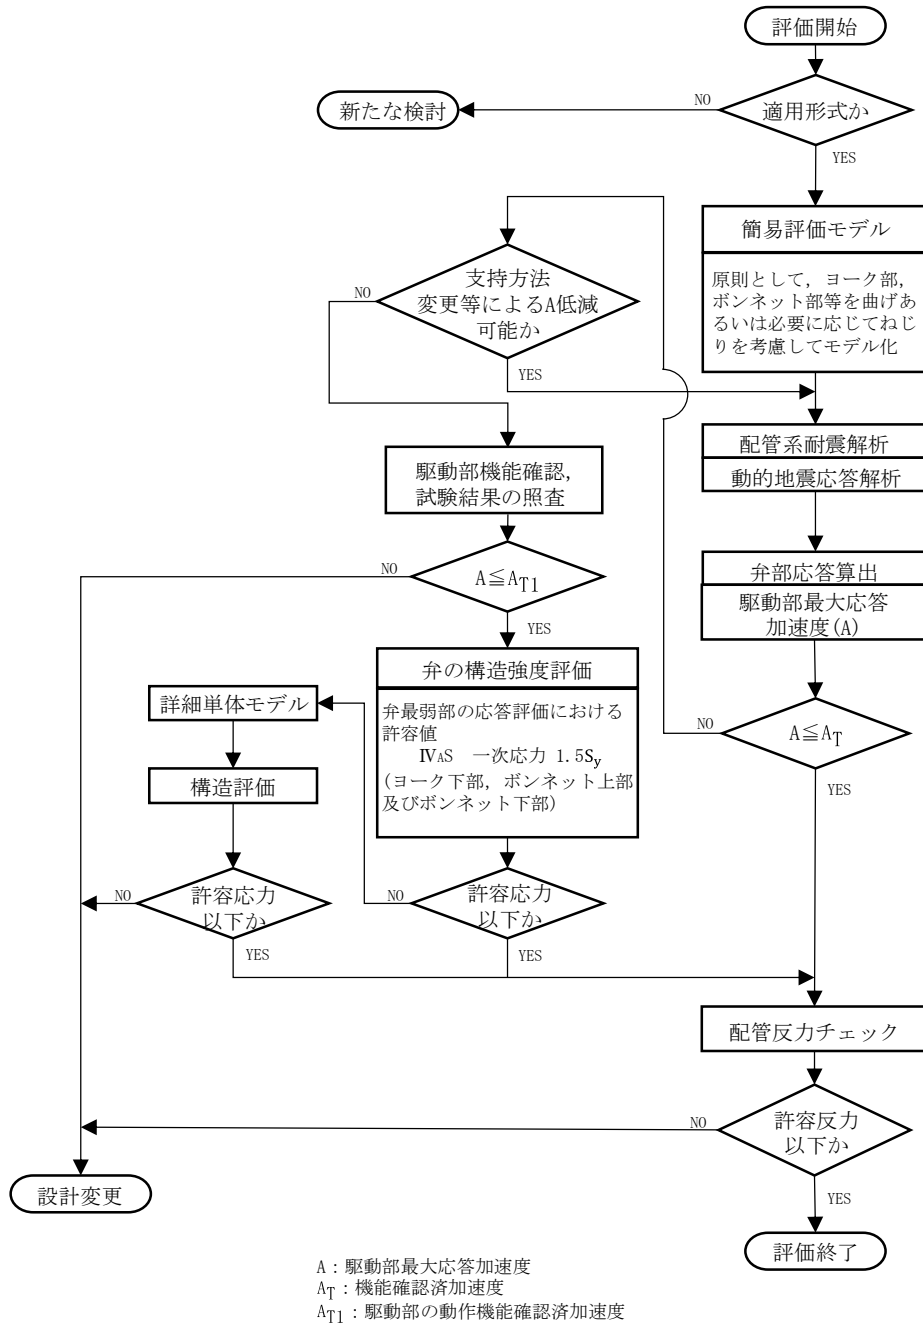 評価開始
適用形式か
NO
新たな検討
YES
簡易評価モデル
原則として，ヨーク部，
ボンネット部等を曲げあ
るいは必要に応じてねじ
りを考慮してモデル化
支持方法
変更等によるA低減
可能か
NO
YES
配管系耐震解析
動的地震応答解析
駆動部機能確認，
試験結果の照査
弁部応答算出
駆動部最大応答
加速度(A)
A≦AT1
NO
YES
弁の構造強度評価
弁最弱部の応答評価における
許容値
ⅣAS 一次応力 1.5Sy
(ヨーク下部，ボンネット上部
及びボンネット下部)
A≦AT
NO
YES
詳細単体モデル
構造評価
許容応力
以下か
NO
YES
許容応力
以下か
NO
YES
配管反力チェック
許容反力
以下か
NO
YES
設計変更
評価終了
A：駆動部最大応答加速度
AT：機能確認済加速度
AT1：駆動部の動作機能確認済加速度